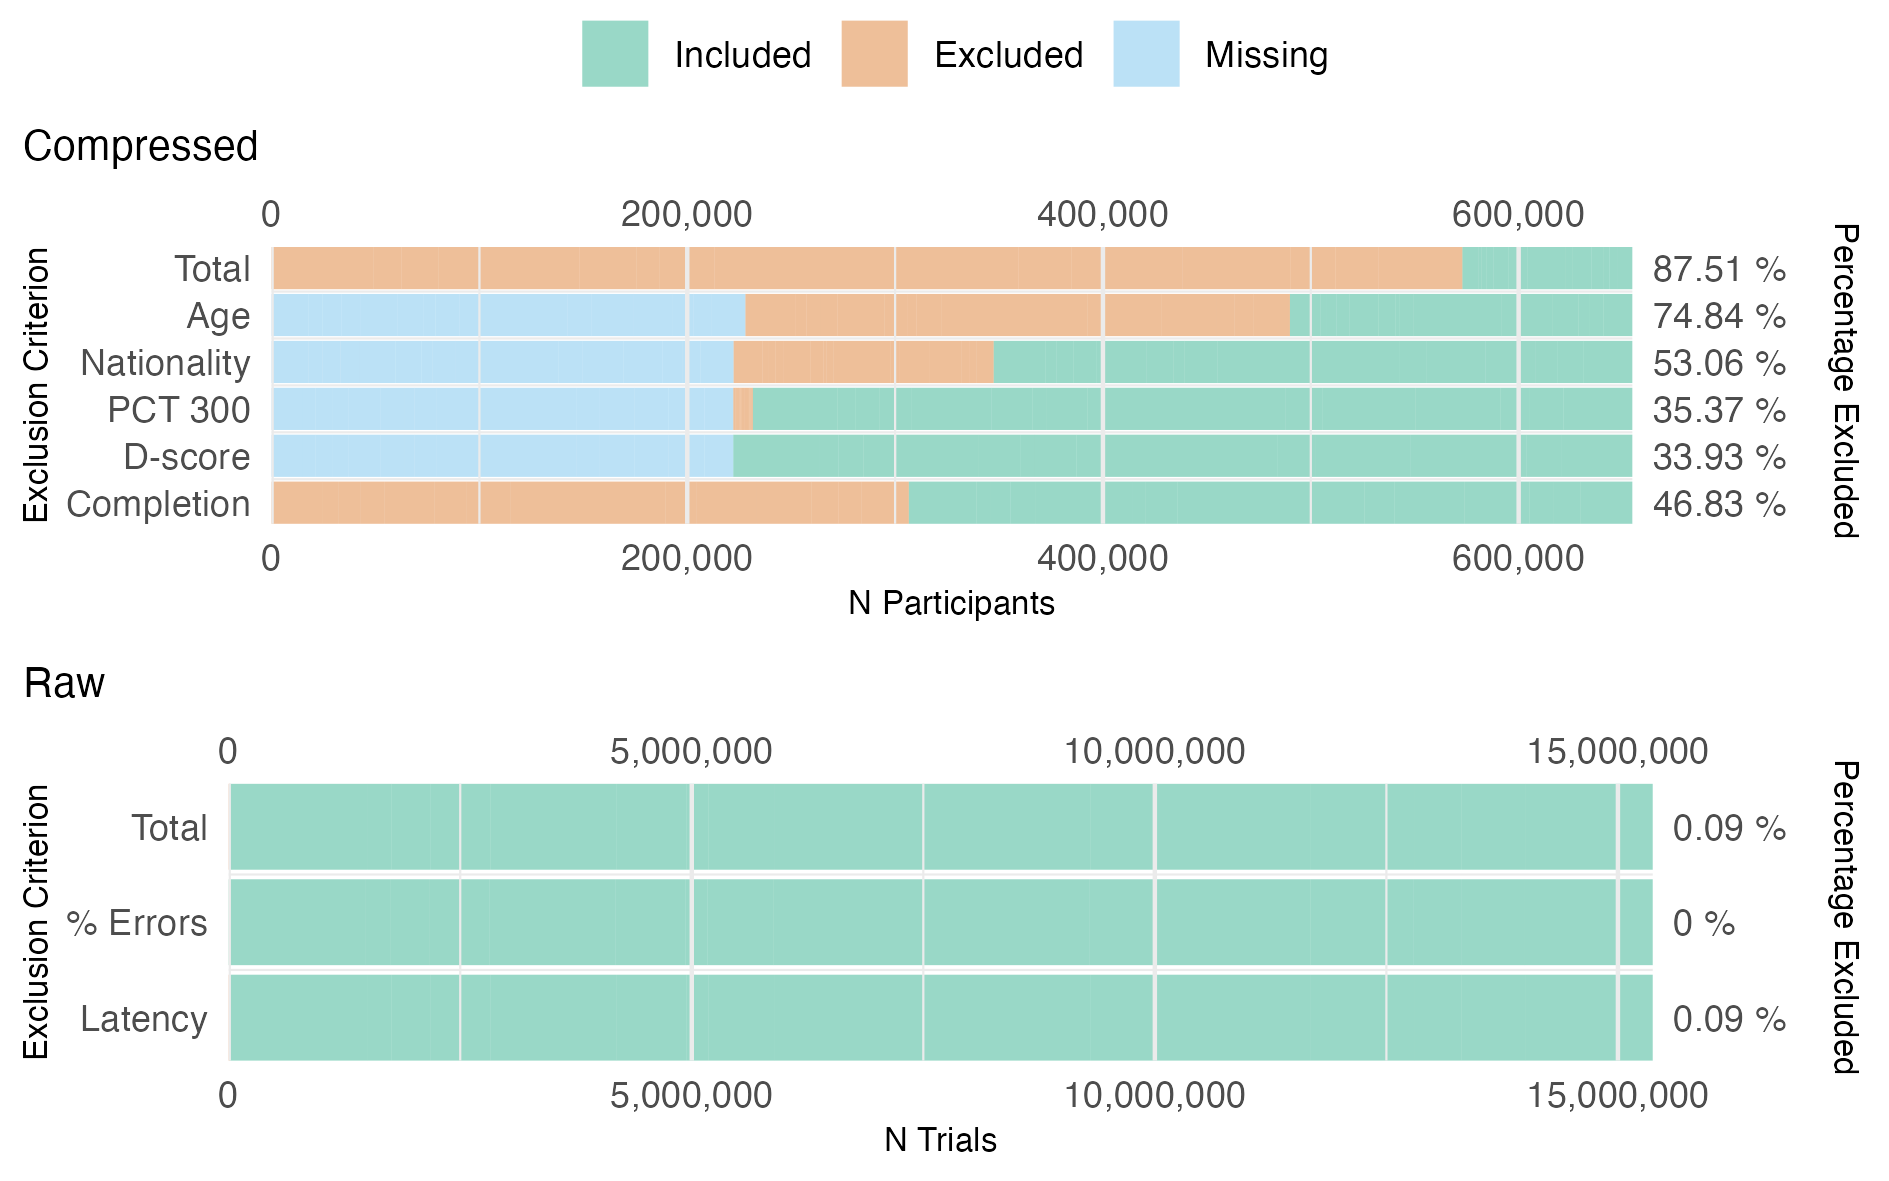 Included Excluded Missing
Compressed
0 200,000 400,000 600,000
Exclusion Criterion
Percentage Excluded
Total 87.51 %
Age 74.84 %
Nationality 53.06 %
PCT 300 35.37 %
D-score 33.93 %
Completion 46.83 %
0 200,000 400,000 600,000
N Participants
Raw
0 5,000,000 10,000,000 15,000,000
Exclusion Criterion
Percentage Excluded
Total 0.09 %
% Errors 0 %
Latency 0.09 %
0 5,000,000 10,000,000 15,000,000
N Trials